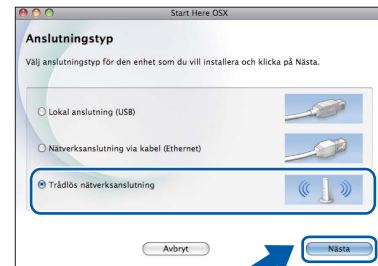 Start Here OSX
Anslutningstyp
Välj anslutningstyp för den enhet som du vill installera och klicka på Nästa.
Lokal anslutning (USB)
Nätverksanslutning via kabel (Ethernet)
Trådlös nätverksanslutning
Avbryt
Nästa